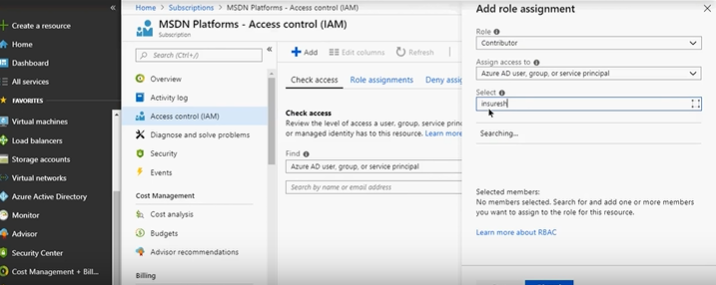 Create a resource
Home
Dashboard
All services
FAVORITES
Virtual machines
Load balancers
Storage accounts
Virtual networks
Azure Active Directory
Monitor
Advisor
Security Center
Cost Management + Bill...
Home > Subscriptions > MSDN Platforms - Access control (IAM)
MSDN Platforms - Access control (IAM)
Subscription
Search (Ctrl+/)
Overview
Activity log
Access control (IAM)
Diagnose and solve problems
Security
Events
Cost Management
Cost analysis
Budgets
Advisor recommendations
Billing
Add Edit columns Refresh
Check access Role assignments Deny assig
Check access
Review the level of access a user, group, service prin
or managed identity has to this resource. Learn more
Find
Azure AD user, group, or service principal
Search by name or email address
Add role assignment
Role
Contributor
Assign access to
Azure AD user, group, or service principal
Select
insuresh
Searching...
Selected members:
No members selected. Search for and add one or more members
you want to assign to the role for this resource.
Learn more about RBAC